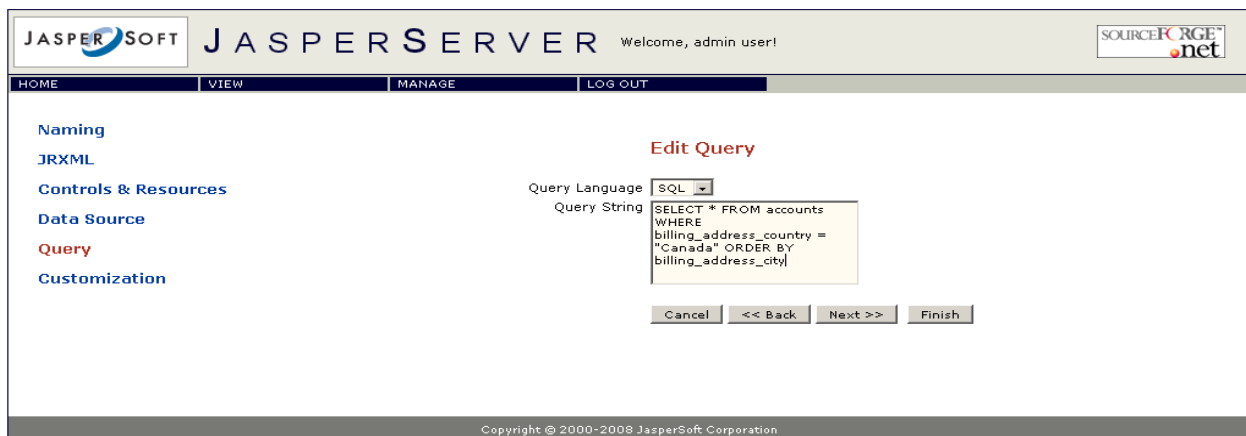 JASPERSOFT JASPERSERVER Welcome, admin user! SOURCEFORGE™
.net
HOME VIEW MANAGE LOG OUT
Naming
JRXML
Controls & Resources
Data Source
Query
Customization
Edit Query
Query Language SQL
Query String SELECT * FROM accounts
WHERE
billing_address_country =
"Canada" ORDER BY
billing_address_city
Cancel << Back Next >> Finish
Copyright © 2000-2008 JasperSoft Corporation